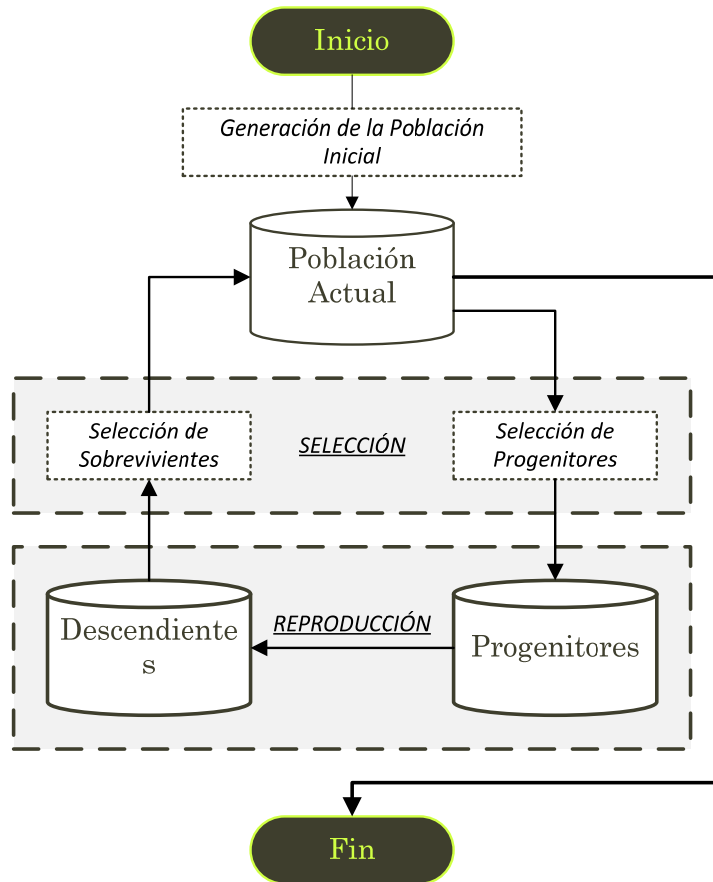 Inicio
Generación de la Población
Inicial
Población
Actual
Selección de
Sobrevivientes
SELECCIÓN
Selección de
Progenitores
Descendiente
s
REPRODUCCIÓN
Progenitores
Fin